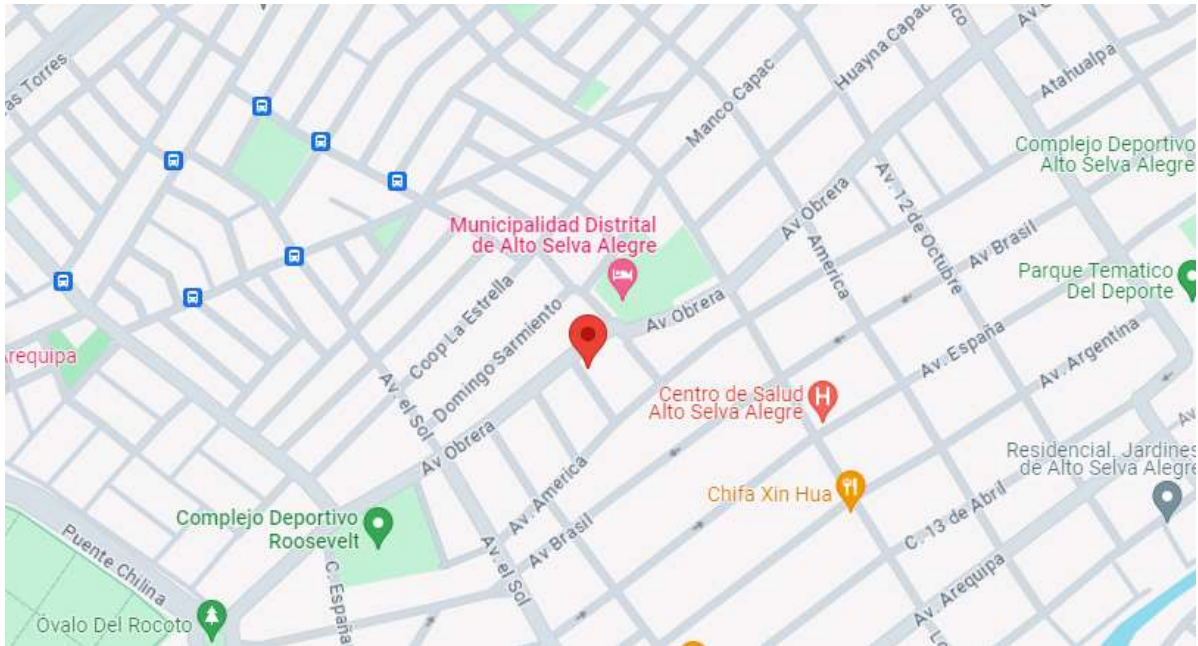 as Torres
Huayna Capac
Av.
Atahualpa
Manco Capac
Complejo Deportivo
Alto Selva Alegre
Av Obrera
Av. 12 de Octubre
Municipalidad Distrital
de Alto Selva Alegre
America
Av Brasil
Parque Tematico
Del Deporte
Coop La Estrella
Domingo Sarmiento
Av Obrera
Av. España
Av. Argentina
requipa
Av. el Sol
Centro de Salud
Alto Selva Alegre
H
Av
Av Obrera
Residencial. Jardines
de Alto Selva Alegre
Av. America
Chifa Xin Hua
C. 13 de Abril
Complejo Deportivo
Roosevelt
Av Brasil
Puente Chilina
Av. el Sol
C. España
Av. Arequipa
Óvalo Del Rocoto